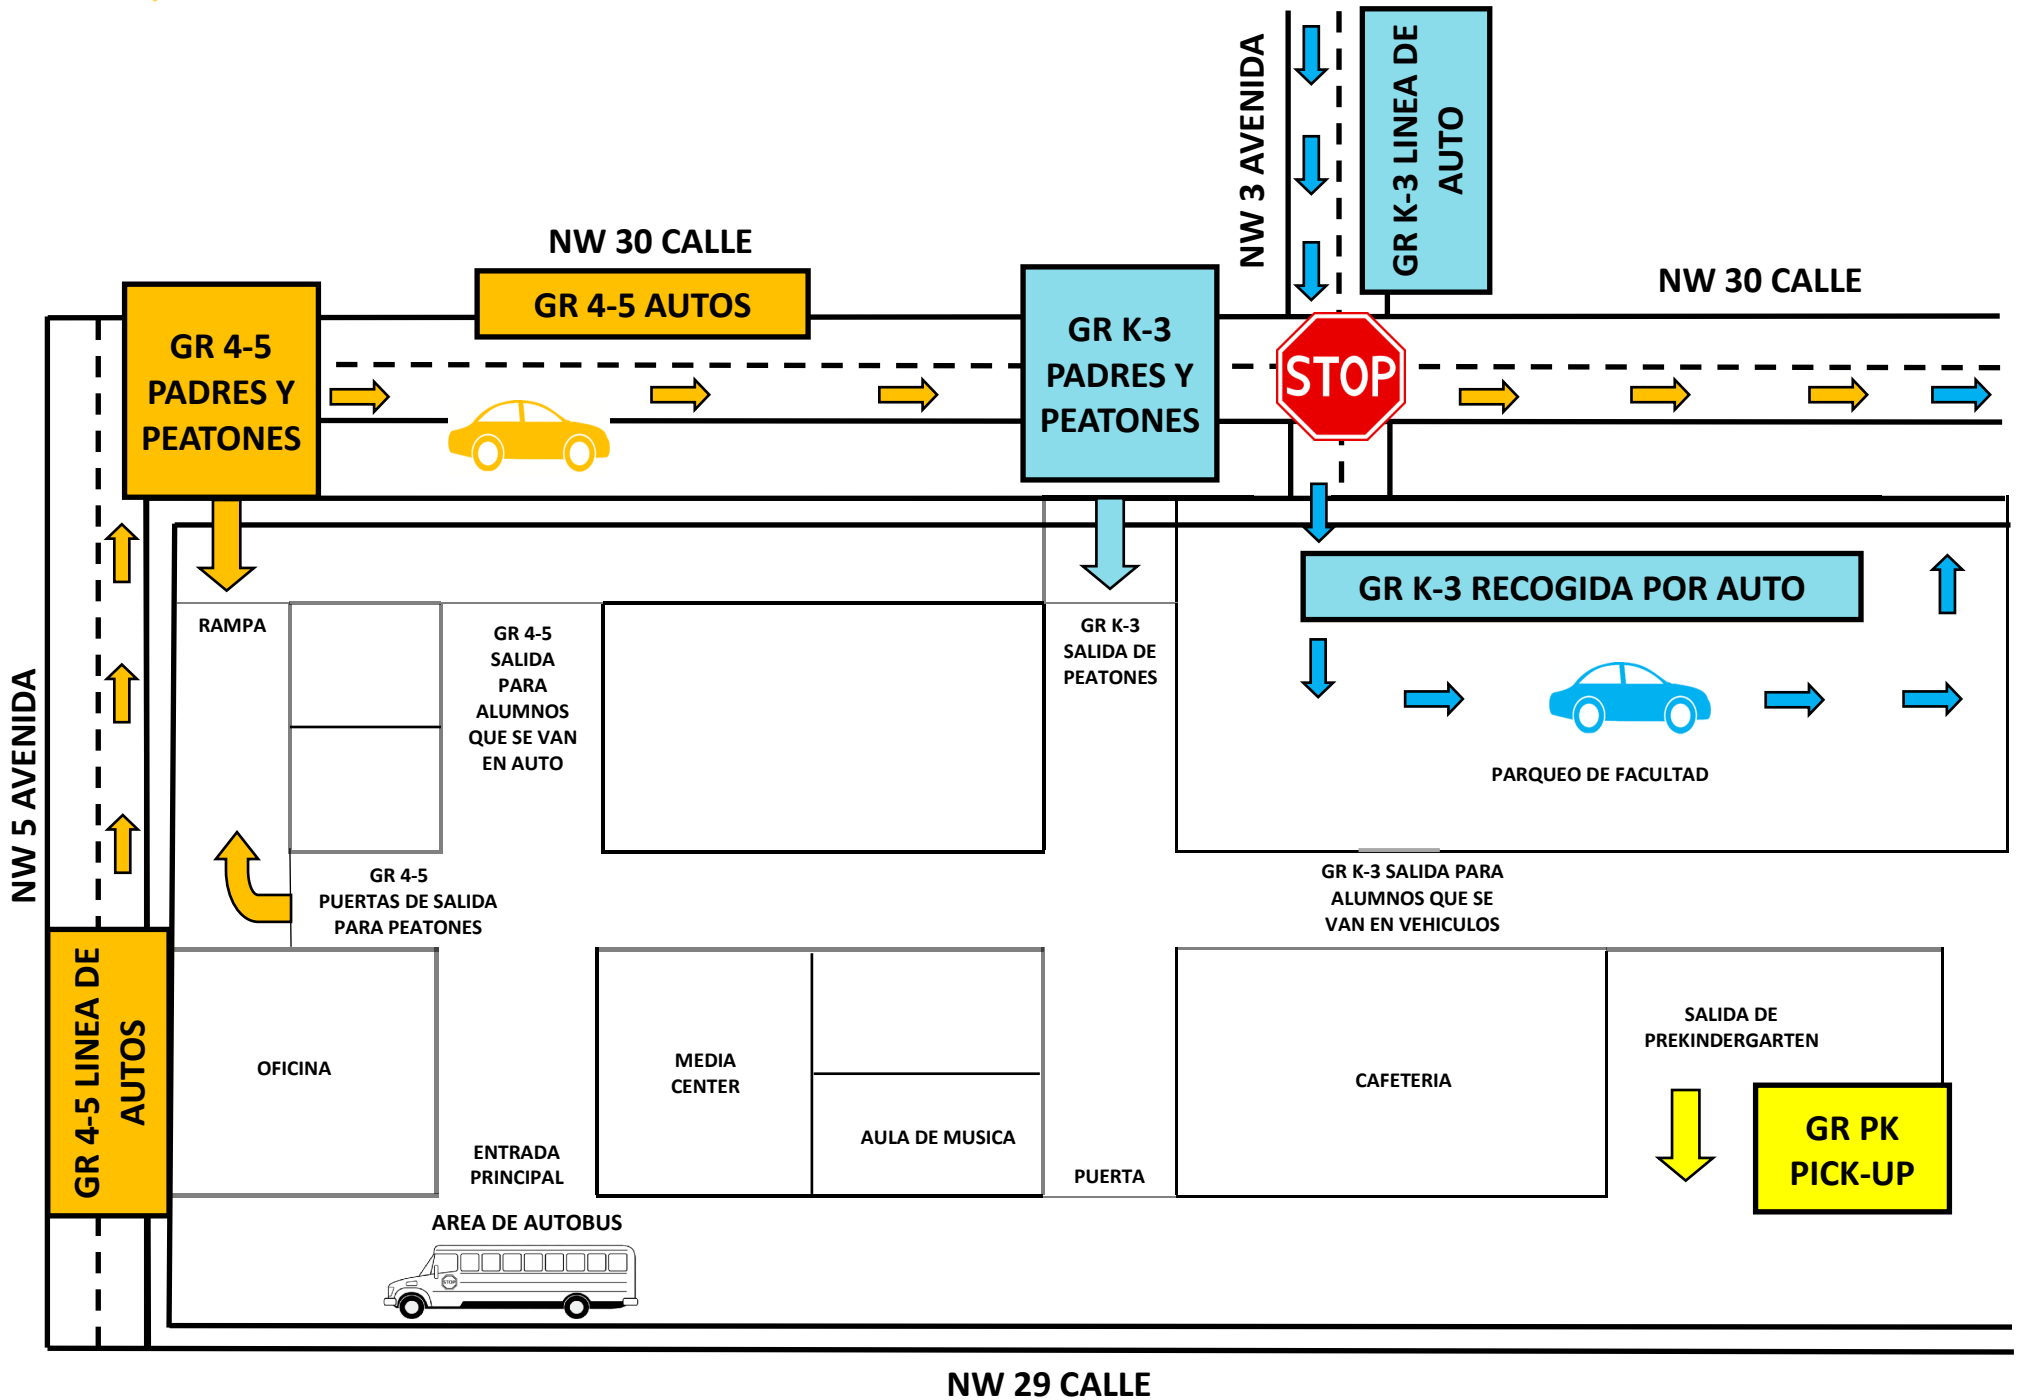 NW 3 AVENIDA
GR K-3 LINEA DE
AUTO
NW 30 CALLE
NW 30 CALLE
GR 4-5 AUTOS
GR 4-5
PADRES Y
PEATONES
GR K-3
PADRES Y
PEATONES
STOP
GR K-3 RECOGIDA POR AUTO
RAMPA
GR 4-5
SALIDA
PARA
ALUMNOS
QUE SE VAN
EN AUTO
GR K-3
SALIDA DE
PEATONES
PARQUEO DE FACULTAD
NW 5 AVENIDA
GR 4-5
PUERTAS DE SALIDA
PARA PEATONES
GR K-3 SALIDA PARA
ALUMNOS QUE SE
VAN EN VEHICULOS
GR 4-5 LINEA DE
AUTOS
OFICINA
MEDIA
CENTER
AULA DE MUSICA
CAFETERIA
SALIDA DE
PREKINDERGARTEN
GR PK
PICK-UP
ENTRADA
PRINCIPAL
PUERTA
AREA DE AUTOBUS
STOP
NW 29 CALLE